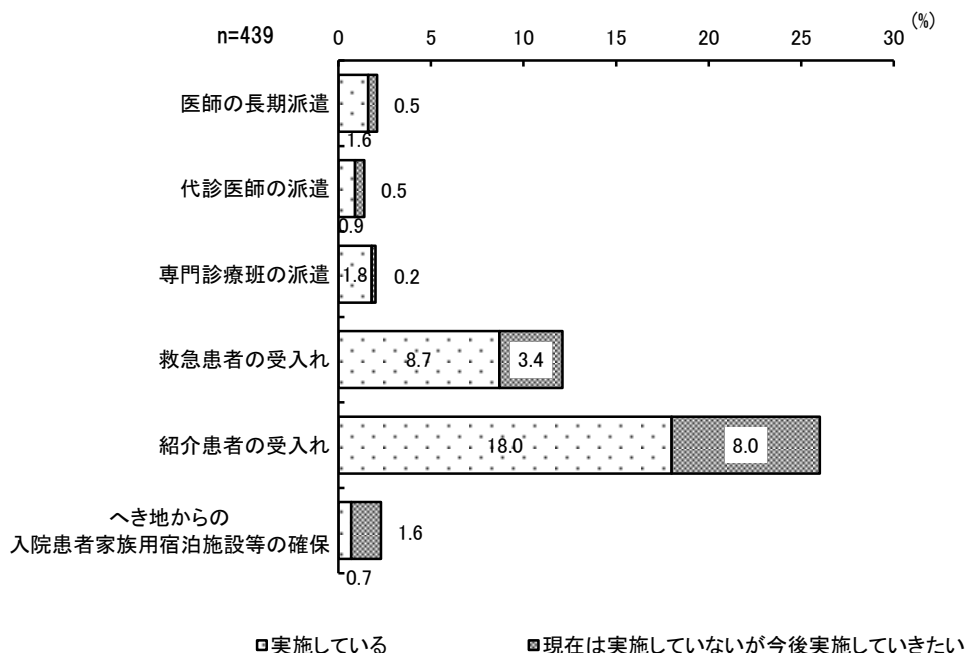 (%)
n=439
0 5 10 15 20 25 30
医師の長期派遣 0.5
1.6
代診医師の派遣 0.5
0.9
専門診療班の派遣 1.8 0.2
救急患者の受入れ 8.7 3.4
紹介患者の受入れ 18.0 8.0
へき地からの
入院患者家族用宿泊施設等の確保 1.6
0.7
実施している 現在は実施していないが今後実施していきたい